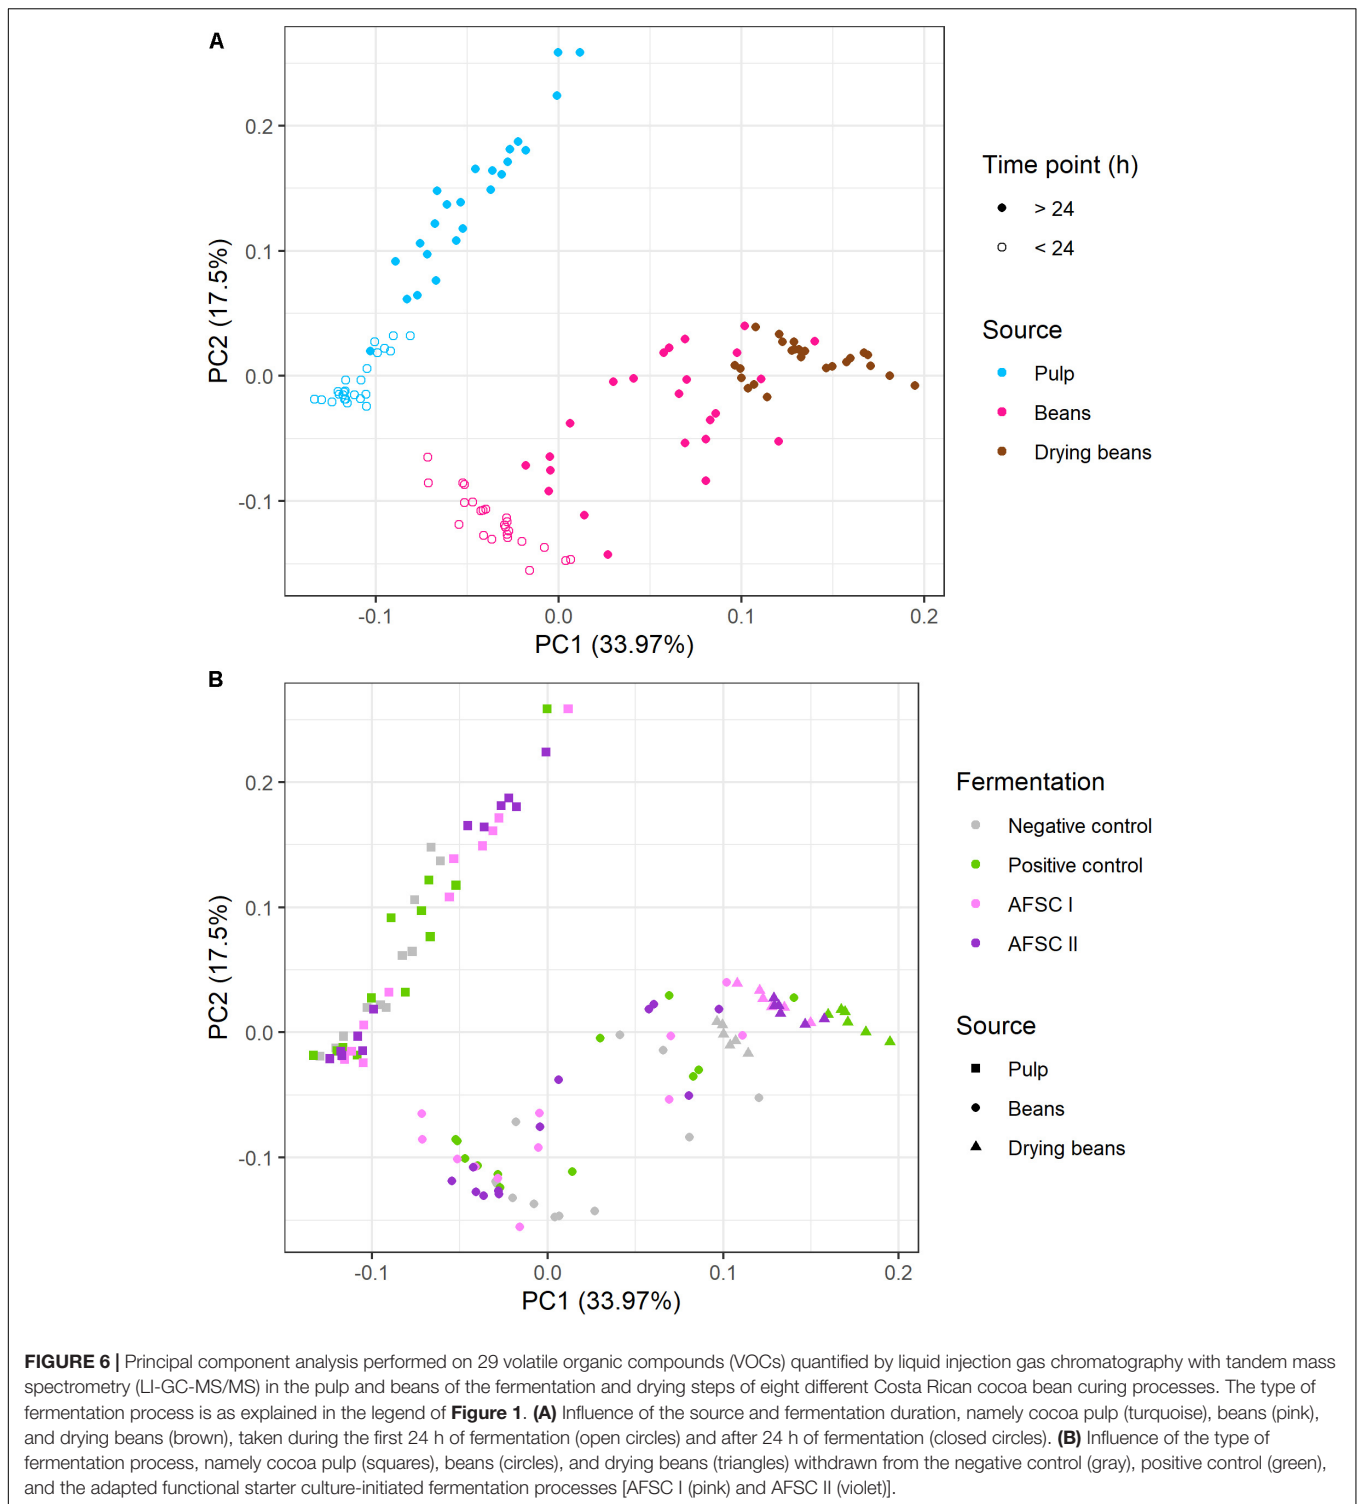 A
0.2
0.1
0.0
-0.1
PC2 (17.5%)
-0.1 0.0 0.1 0.2
PC1 (33.97%)
Time point (h)
> 24
< 24
Source
Pulp
Beans
Drying beans
B
0.2
0.1
0.0
-0.1
PC2 (17.5%)
-0.1 0.0 0.1 0.2
PC1 (33.97%)
Fermentation
Negative control
Positive control
AFSC I
AFSC II
Source
Pulp
Beans
Drying beans
FIGURE 6 | Principal component analysis performed on 29 volatile organic compounds (VOCs) quantified by liquid injection gas chromatography with tandem mass
spectrometry (LI-GC-MS/MS) in the pulp and beans of the fermentation and drying steps of eight different Costa Rican cocoa bean curing processes. The type of
fermentation process is as explained in the legend of Figure 1. (A) Influence of the source and fermentation duration, namely cocoa pulp (turquoise), beans (pink),
and drying beans (brown), taken during the first 24 h of fermentation (open circles) and after 24 h of fermentation (closed circles). (B) Influence of the type of
fermentation process, namely cocoa pulp (squares), beans (circles), and drying beans (triangles) withdrawn from the negative control (gray), positive control (green),
and the adapted functional starter culture-initiated fermentation processes [AFSC I (pink) and AFSC II (violet)].